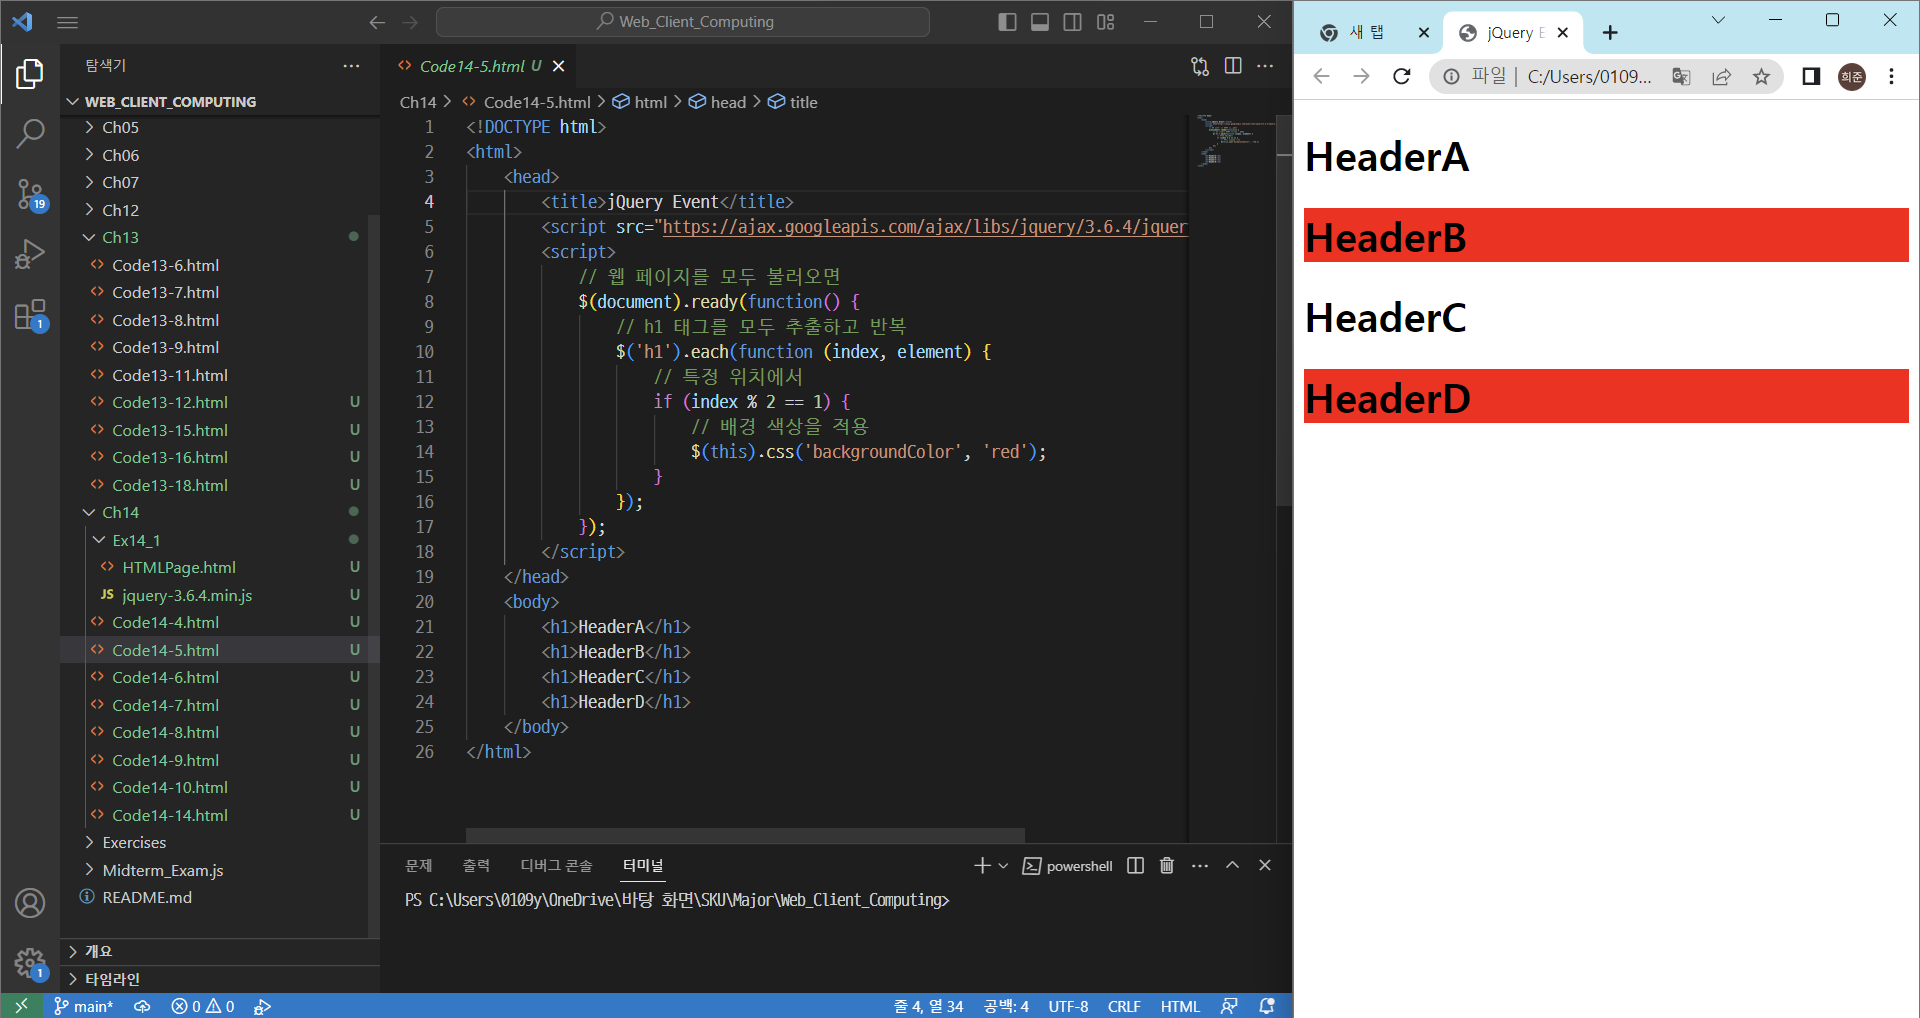 Web_Client_Computing
탐색기
WEB_CLIENT_COMPUTING
Ch05
Ch06
Ch07
Ch12
Ch13
Code13-6.html
Code13-7.html
Code13-8.html
Code13-9.html
Code13-11.html
Code13-12.html U
Code13-15.html U
Code13-16.html U
Code13-18.html U
Ch14
Ex14_1
HTMLPage.html U
JS jquery-3.6.4.min.js U
Code14-4.html U
Code14-5.html U
Code14-6.html U
Code14-7.html U
Code14-8.html U
Code14-9.html U
Code14-10.html U
Code14-14.html U
Exercises
Midterm_Exam.js
README.md
개요
타임라인
19
1
1
Code14-5.html U
Ch14 > Code14-5.html > html > head > title
1 <!DOCTYPE html>
2 <html>
3 <head>
4 <title>jQuery Event</title>
5 <script src="https://ajax.googleapis.com/ajax/libs/jquery/3.6.4/jquer
6 <script>
7 // 웹 페이지를 모두 불러오면
8 $(document).ready(function() {
9 // h1 태그를 모두 추출하고 반복
10 $('h1').each(function (index, element) {
11 // 특정 위치에서
12 if (index % 2 == 1) {
13 // 배경 색상을 적용
14 $(this).css('backgroundColor', 'red');
15 }
16 });
17 });
18 </script>
19 </head>
20 <body>
21 <h1>HeaderA</h1>
22 <h1>HeaderB</h1>
23 <h1>HeaderC</h1>
24 <h1>HeaderD</h1>
25 </body>
26 </html>
문제 출력 디버그 콘솔 터미널 powershell
PS C:\Users\0109y\OneDrive\바탕 화면\SKU\Major\Web_Client_Computing>
main* 0 0 줄 4, 열 34 공백: 4 UTF-8 CRLF HTML
새 탭
jQuery E
파일 | C:/Users/0109...
희준
HeaderA
HeaderB
HeaderC
HeaderD